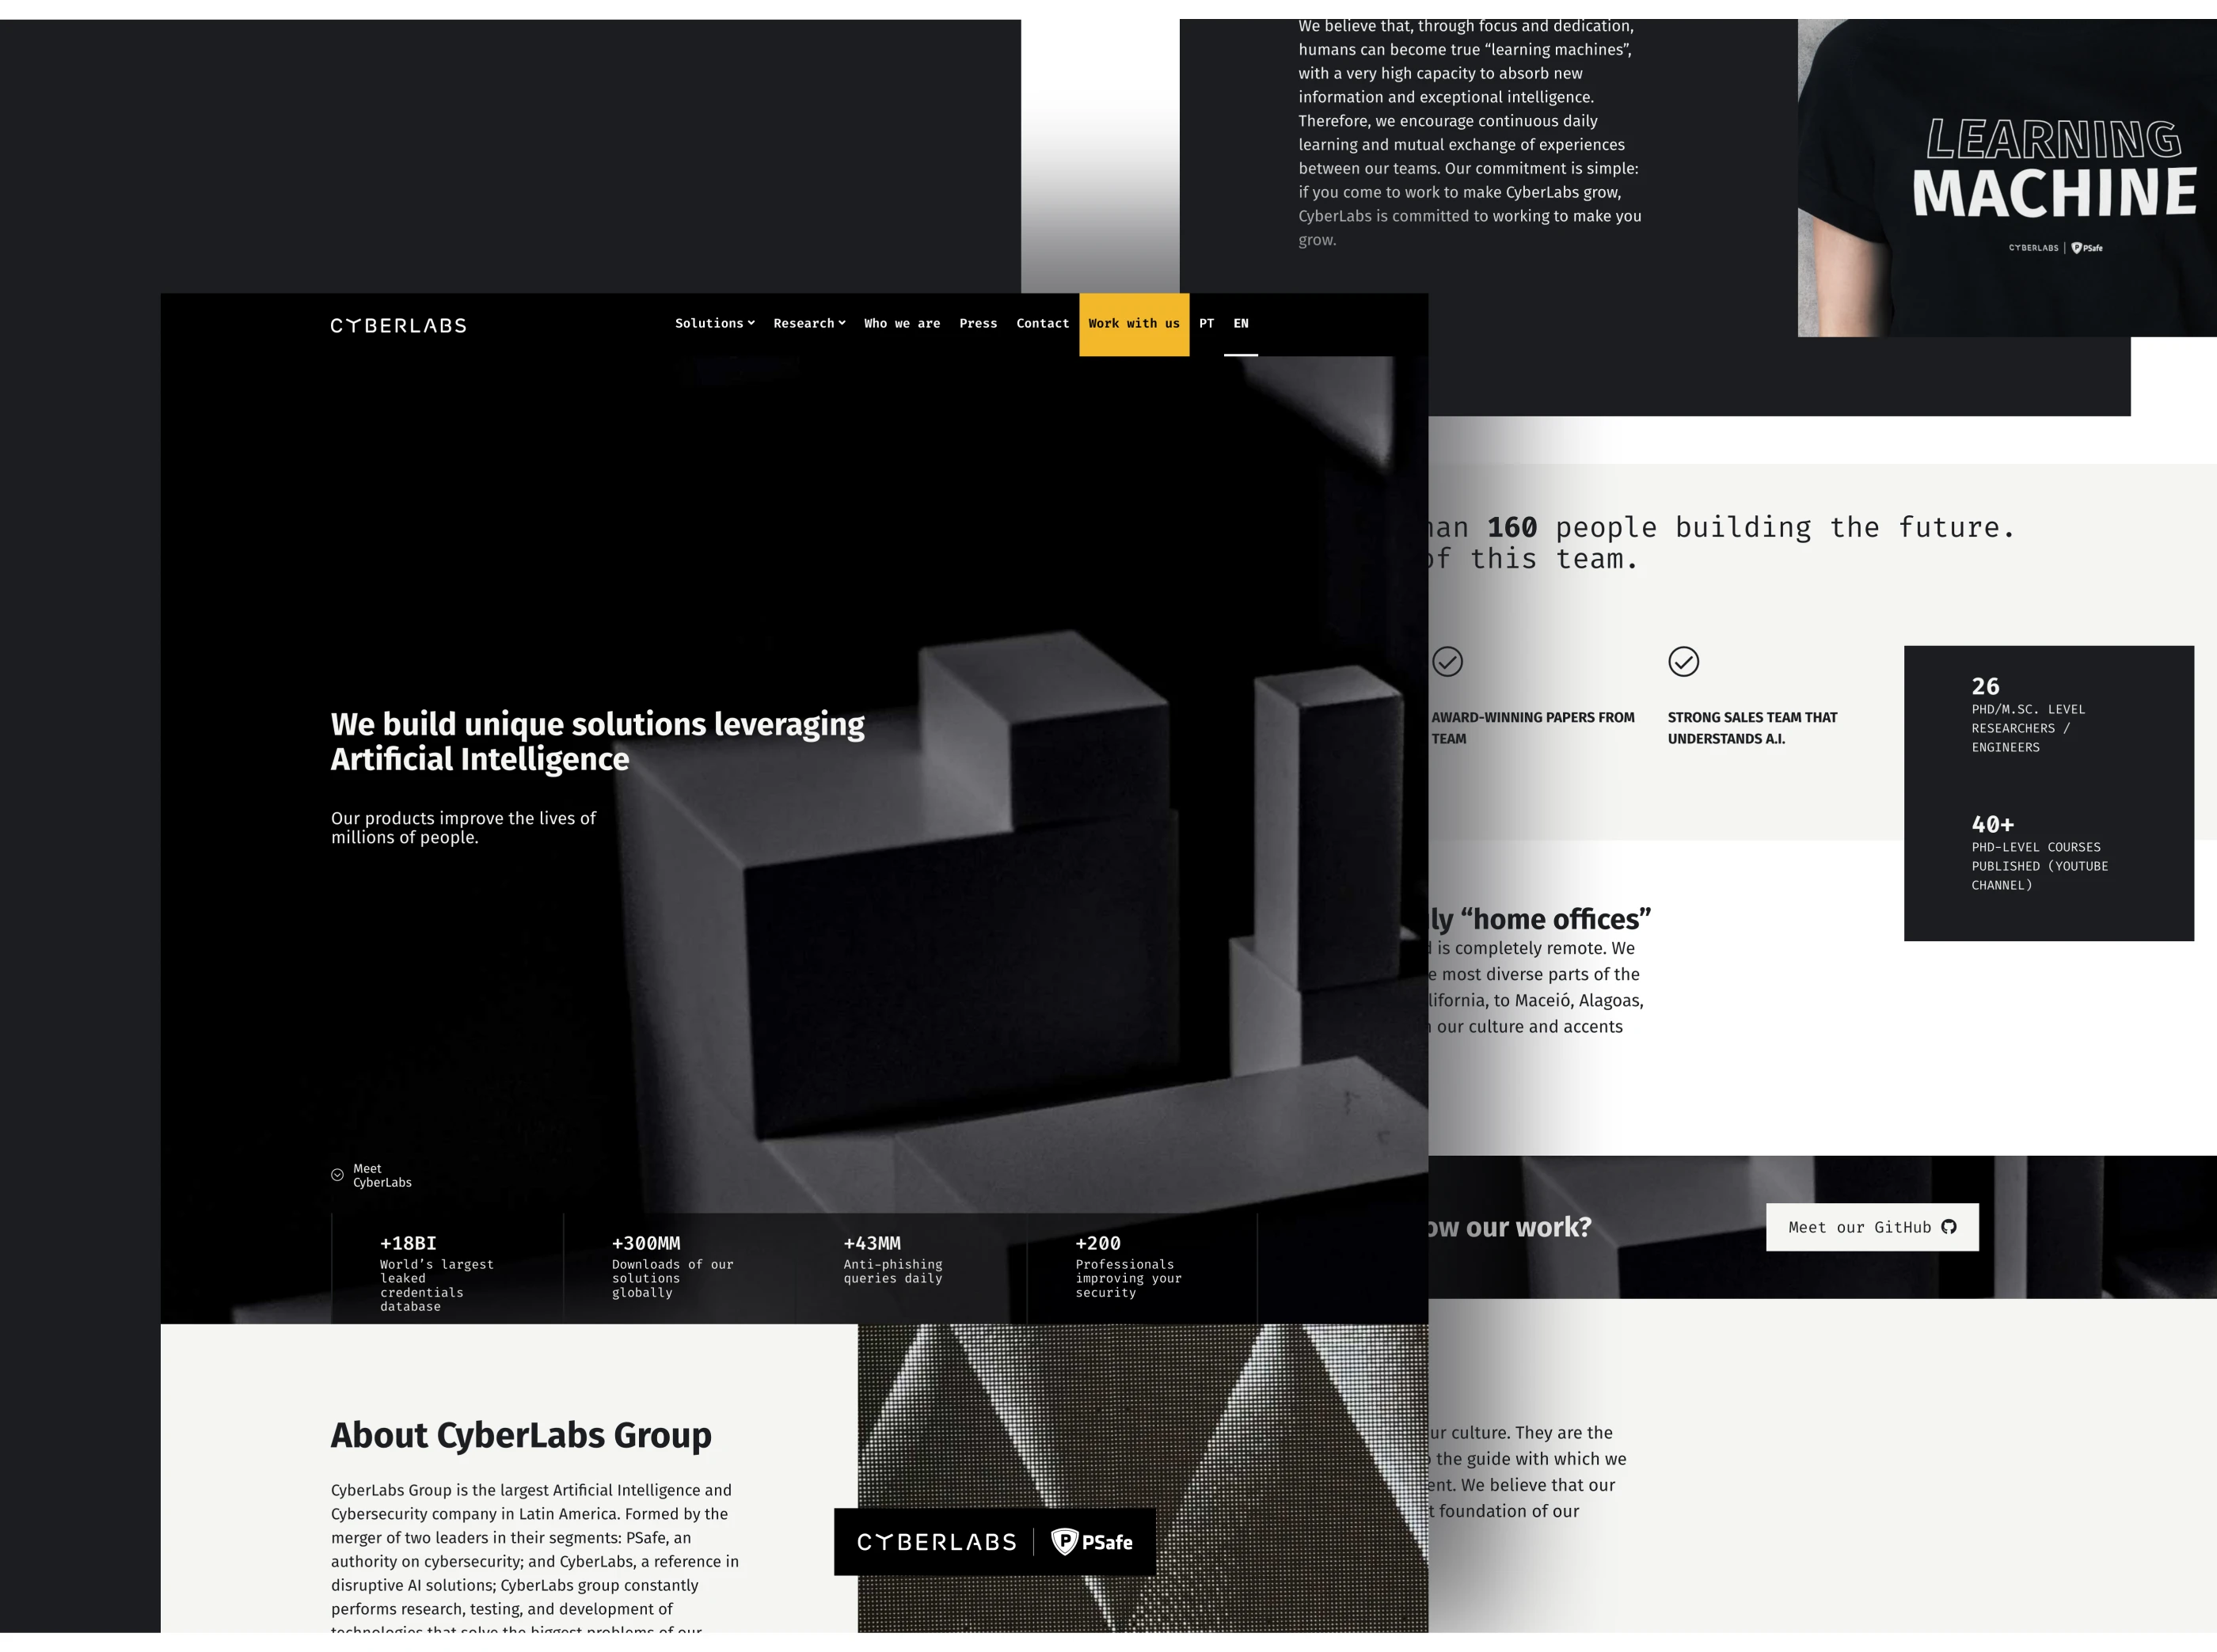 We believe that, through focus and dedication,
humans can become true “learning machines”,
with a very high capacity to absorb new
information and exceptional intelligence.
Therefore, we encourage continuous daily
learning and mutual exchange of experiences
between our teams. Our commitment is simple:
if you come to work to make CyberLabs grow,
CyberLabs is committed to working to make you
grow.
LEARNING
MACHINE
CYBERLABS | PSafe
CYBERLABS
Solutions Research Who we are Press Contact Work with us PT EN
We build unique solutions leveraging
Artificial Intelligence
Our products improve the lives of
millions of people.
Meet
CyberLabs
+18BI
World’s largest
leaked
credentials
database
+300MM
Downloads of our
solutions
globally
+43MM
Anti-phishing
queries daily
+200
Professionals
improving your
security
About CyberLabs Group
CyberLabs Group is the largest Artificial Intelligence and
Cybersecurity company in Latin America. Formed by the
merger of two leaders in their segments: PSafe, an
authority on cybersecurity; and CyberLabs, a reference in
disruptive AI solutions; CyberLabs group constantly
performs research, testing, and development of
technologies that solve the biggest problems of our
CYBERLABS | PSafe
160 people building the future.
of this team.
AWARD-WINNING PAPERS FROM
TEAM
STRONG SALES TEAM THAT
UNDERSTANDS A.I.
26
PHD/M.SC. LEVEL
RESEARCHERS /
ENGINEERS
40+
PHD-LEVEL COURSES
PUBLISHED (YOUTUBE
CHANNEL)
“home offices”
is completely remote. We
most diverse parts of the
to Maceió, Alagoas,
our culture and accents
our work?
Meet our GitHub
culture. They are the
the guide with which we
We believe that our
foundation of our